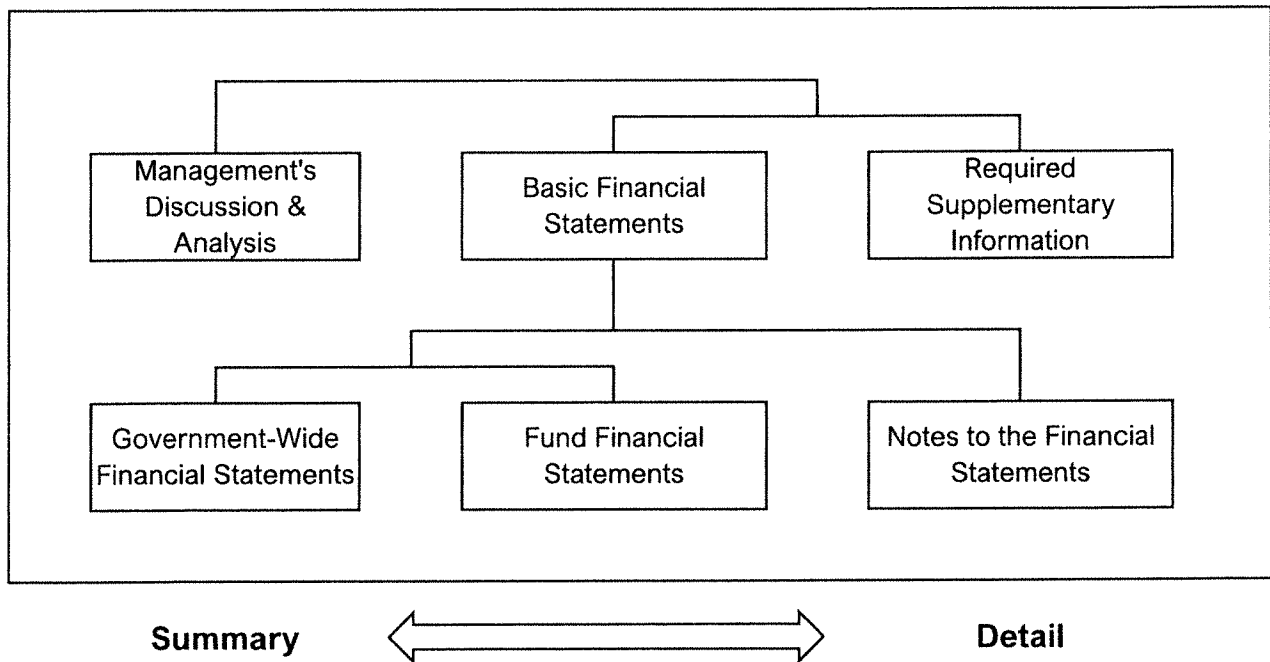 Management's
Discussion &
Analysis
Basic Financial
Statements
Required
Supplementary
Information
Government-Wide
Financial Statements
Fund Financial
Statements
Notes to the Financial
Statements
Summary
Detail